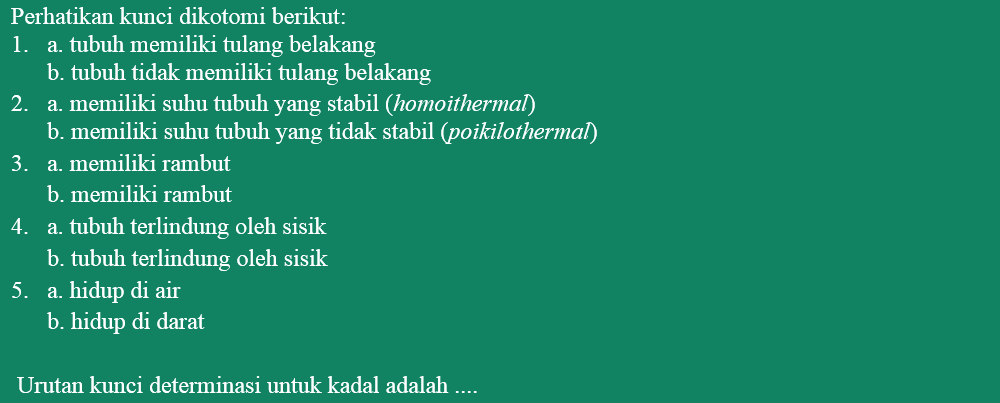 Perhatikan kunci dikotomi berikut:
1. a. tubuh memiliki tulang belakang
b. tubuh tidak memiliki tulang belakang
2. a. memiliki suhu tubuh yang stabil (homoithermal)
b. memiliki suhu tubuh yang tidak stabil (poikilothermal)
3. a. memiliki rambut
b. memiliki rambut
4. a. tubuh terlindung oleh sisik
b. tubuh terlindung oleh sisik
5. a. hidup di air
b. hidup di darat
Urutan kunci determinasi untuk kadal adalah ....